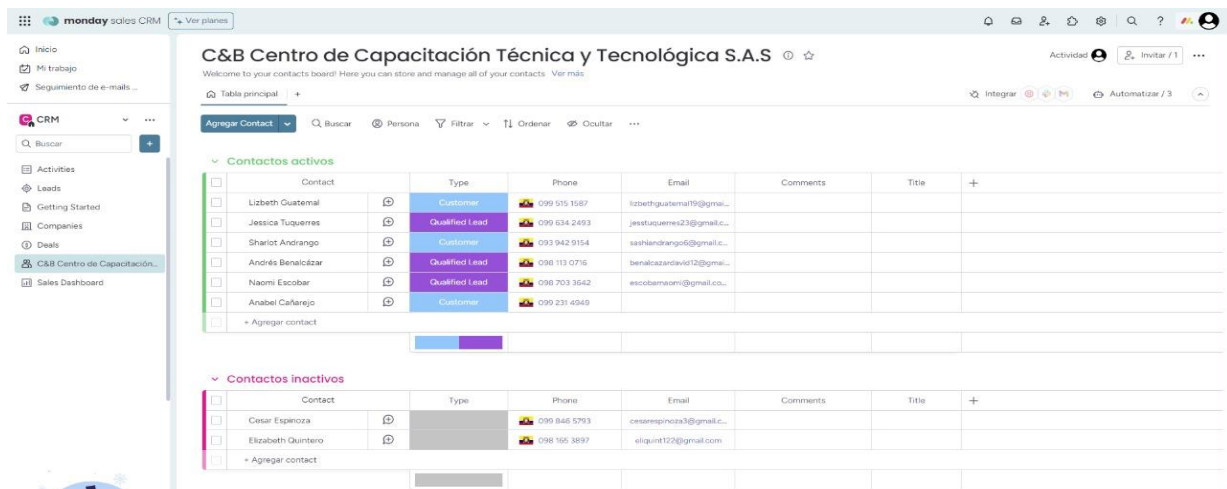 monday sales CRM Ver planes
Inicio
Mi trabajo
Seguimiento de e-mails ...
CRM
Buscar
Activities
Leads
Getting Started
Companies
Deals
C&B Centro de Capacitación...
Sales Dashboard
C&B Centro de Capacitación Técnica y Tecnológica S.A.S
Actividad Invitar / 1
Welcome to your contacts board! Here you can store and manage all of your contacts Ver más
Tabla principal +
Integrar Automatizar / 3
Agregar Contact Buscar Persona Filtrar Ordenar Ocultar ...
Contactos activos
Contact Type Phone Email Comments Title +
Lizbeth Guatemal Customer 099 515 1587 lizbethguatemal19@gmai...
Jessica Tuquerres Qualified Lead 099 634 2493 jesstuquerres23@gmail.c...
Sharlot Andrango Customer 093 942 9154 sashiandrango6@gmail.c...
Andrés Benalcázar Qualified Lead 098 113 0716 benalcazardavid12@gmai...
Naomi Escobar Qualified Lead 098 703 3642 escobarnaomi@gmail.co...
Anabel Cañarejo Customer 099 231 4949
+ Agregar contact
Contactos inactivos
Contact Type Phone Email Comments Title +
Cesar Espinoza 099 846 5793 cesarespinoza3@gmail.c...
Elizabeth Quintero 098 165 3897 eliquint122@gmail.com
+ Agregar contact